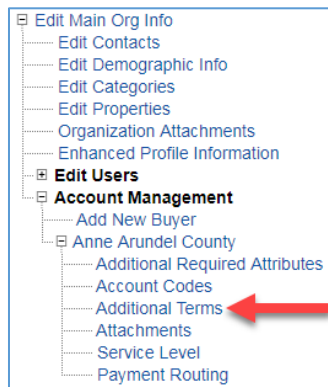 Edit Main Org Info
Edit Contacts
Edit Demographic Info
Edit Categories
Edit Properties
Organization Attachments
Enhanced Profile Information
Edit Users
Account Management
Add New Buyer
Anne Arundel County
Additional Required Attributes
Account Codes
Additional Terms
Attachments
Service Level
Payment Routing